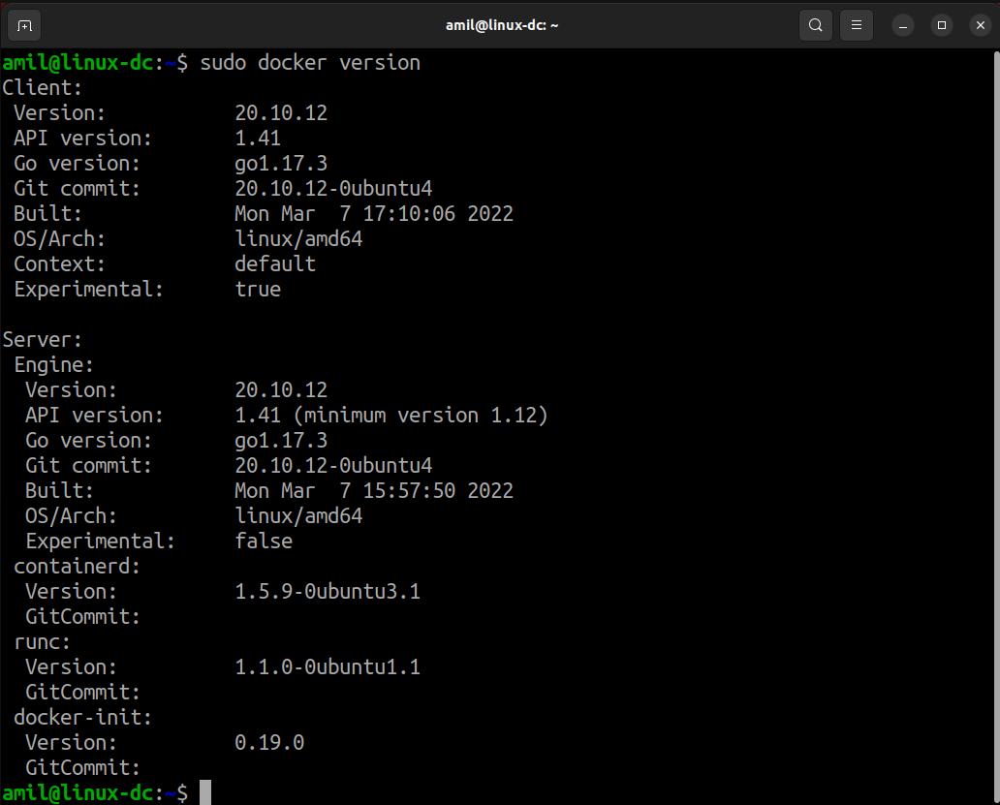 amil@linux-dc: ~
amil@linux-dc:~$ sudo docker version
Client:
 Version:           20.10.12
 API version:       1.41
 Go version:        go1.17.3
 Git commit:        20.10.12-0ubuntu4
 Built:             Mon Mar  7 17:10:06 2022
 OS/Arch:           linux/amd64
 Context:           default
 Experimental:      true

Server:
 Engine:
  Version:          20.10.12
  API version:      1.41 (minimum version 1.12)
  Go version:       go1.17.3
  Git commit:       20.10.12-0ubuntu4
  Built:            Mon Mar  7 15:57:50 2022
  OS/Arch:          linux/amd64
  Experimental:     false
 containerd:
  Version:          1.5.9-0ubuntu3.1
  GitCommit:
 runc:
  Version:          1.1.0-0ubuntu1.1
  GitCommit:
 docker-init:
  Version:          0.19.0
  GitCommit:
amil@linux-dc:~$